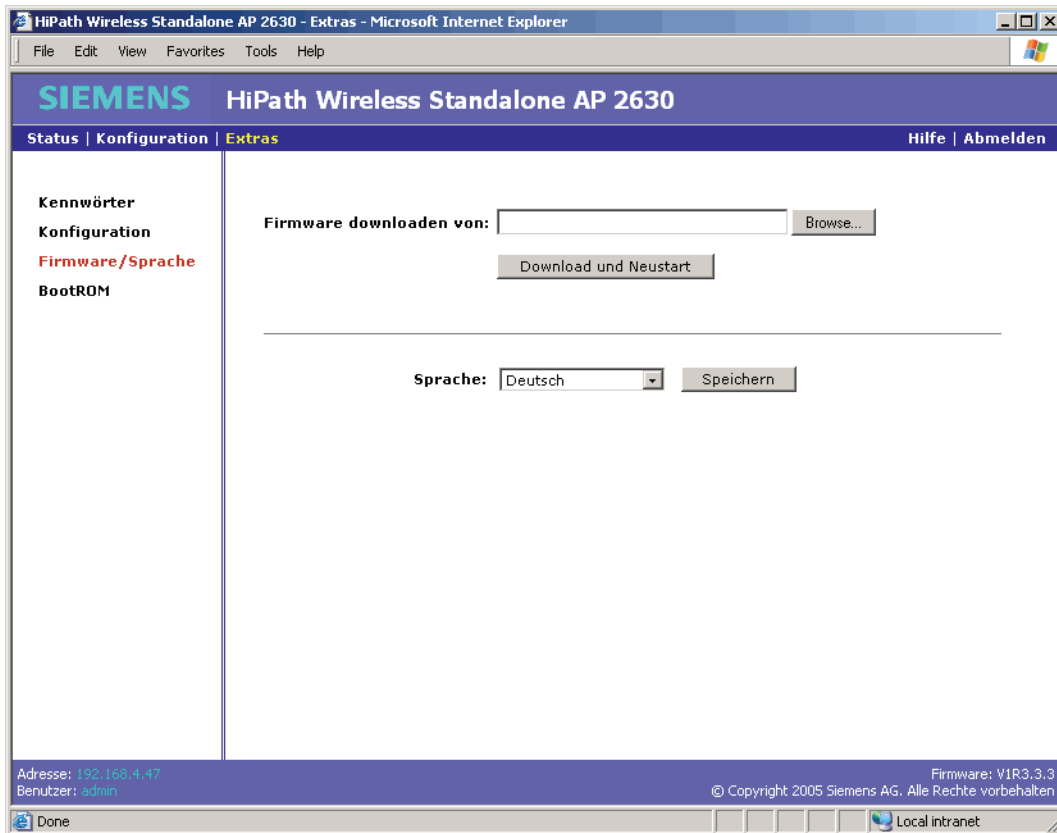 HiPath Wireless Standalone AP 2630 - Extras - Microsoft Internet Explorer
File Edit View Favorites Tools Help
SIEMENS HiPath Wireless Standalone AP 2630
Status | Konfiguration | Extras Hilfe | Abmelden
Kennwörter
Konfiguration
Firmware/Sprache
BootROM
Firmware downloaden von: Browse...
Download und Neustart
Sprache: Deutsch Speichern
Adresse: 192.168.4.47
Benutzer: admin
Firmware: V1R3.3.3
© Copyright 2005 Siemens AG. Alle Rechte vorbehalten
Done Local intranet